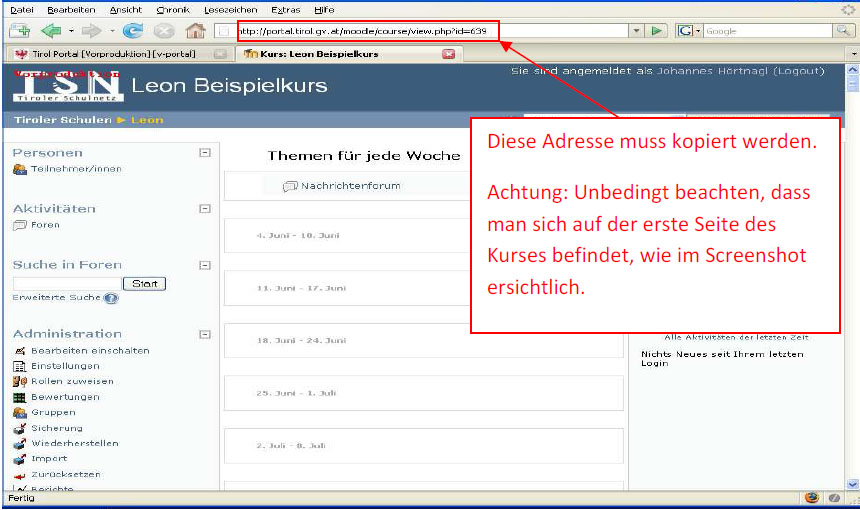 Datei Bearbeiten Ansicht Chronik Lesezeichen Extras Hilfe
http://portal.tirol.gv.at/moodle/course/view.php?id=639
Google
Tirol Portal [Vorproduktion] [v-portal]
Kurs: Leon Beispielkurs
Vorproduktion
TSN
Tiroler Schulnetz
Leon Beispielkurs
Sie sind angemeldet als Johannes Hörtnagl (Logout)
Tiroler Schulen ► Leon
Diese Adresse muss kopiert werden.
Achtung: Unbedingt beachten, dass
man sich auf der erste Seite des
Kurses befindet, wie im Screenshot
ersichtlich.
Personen
Teilnehmer/innen
Aktivitäten
Foren
Suche in Foren
Start
Erweiterte Suche
Administration
Bearbeiten einschalten
Einstellungen
Rollen zuweisen
Bewertungen
Gruppen
Sicherung
Wiederherstellen
Import
Zurücksetzen
Berichte
Themen für jede Woche
Nachrichtenforum
4. Juni - 10. Juni
11. Juni - 17. Juni
18. Juni - 24. Juni
25. Juni - 1. Juli
2. Juli - 8. Juli
Alle Aktivitäten der letzten Zeit
Nichts Neues seit Ihrem letzten
Login
Fertig